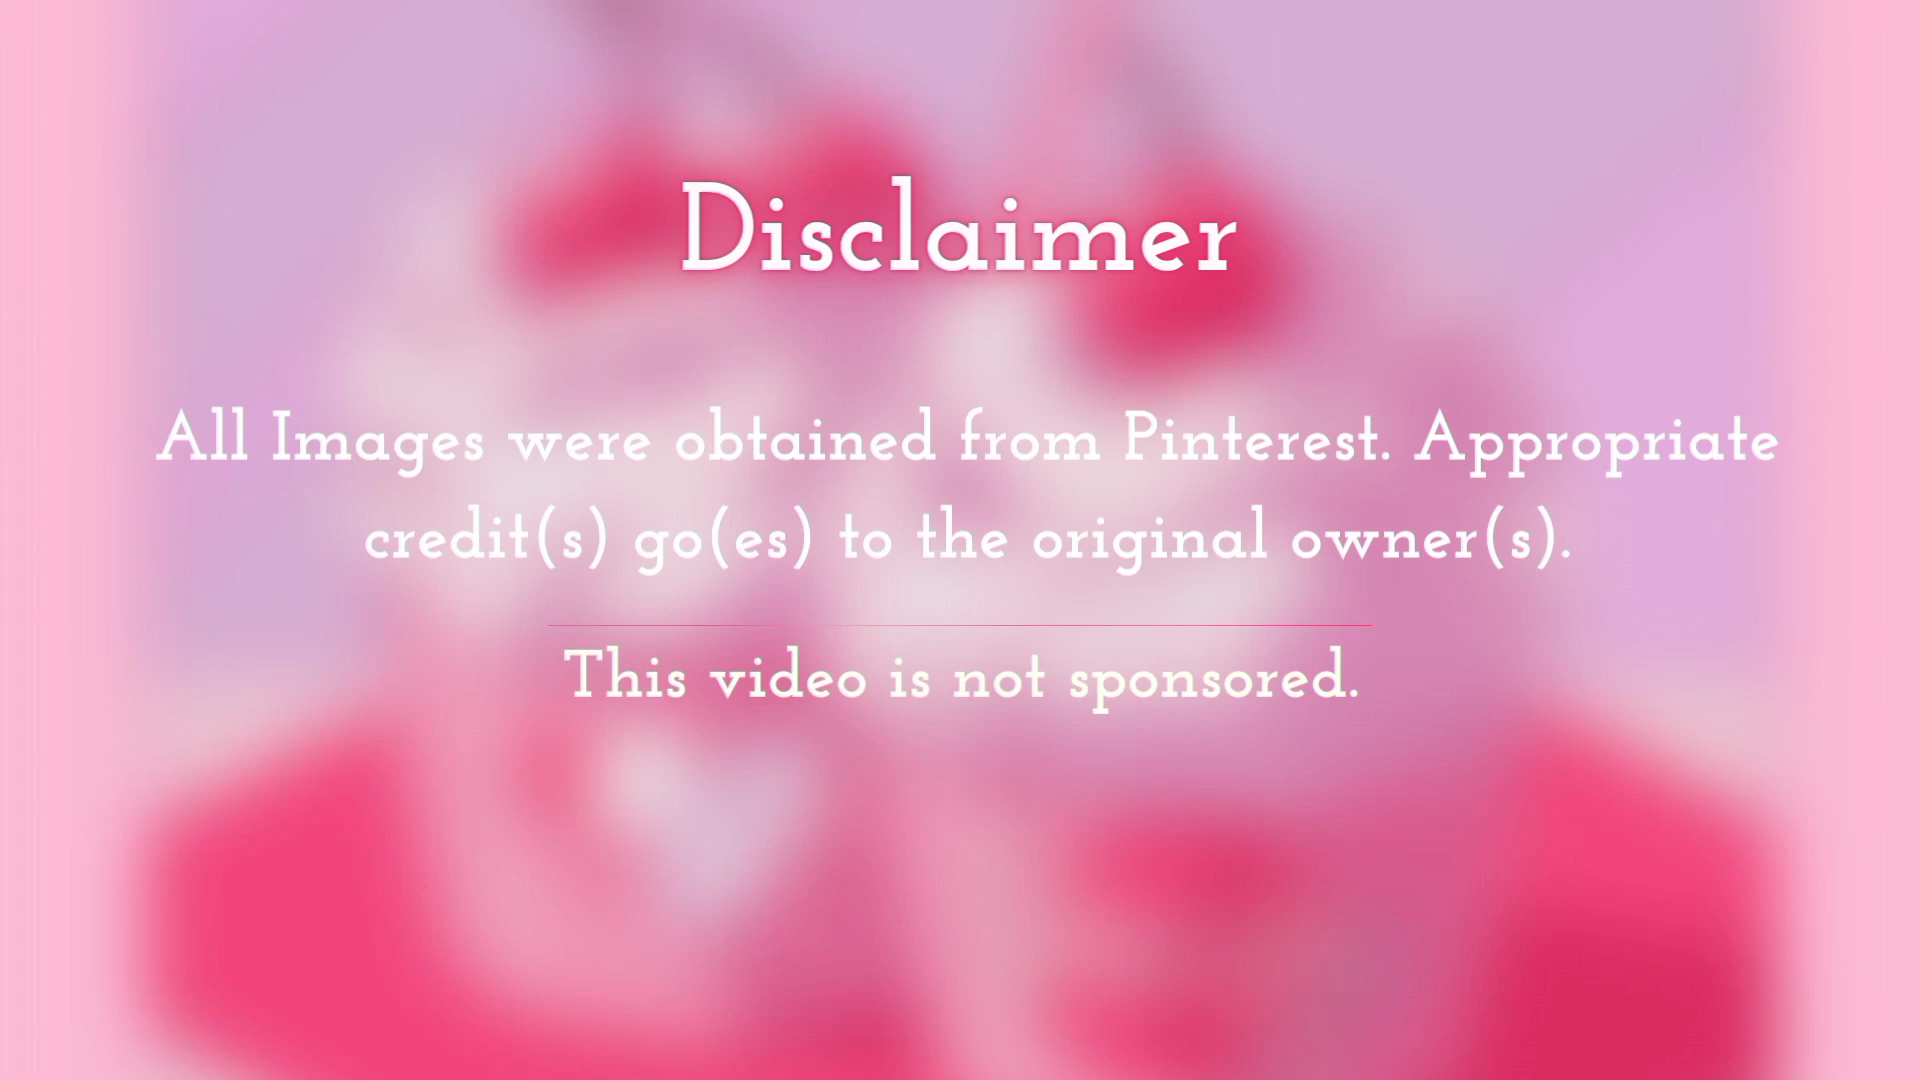 Disclaimer
All Images were obtained from Pinterest. Appropriate
credit(s) go(es) to the original owner(s).
This video is not sponsored.